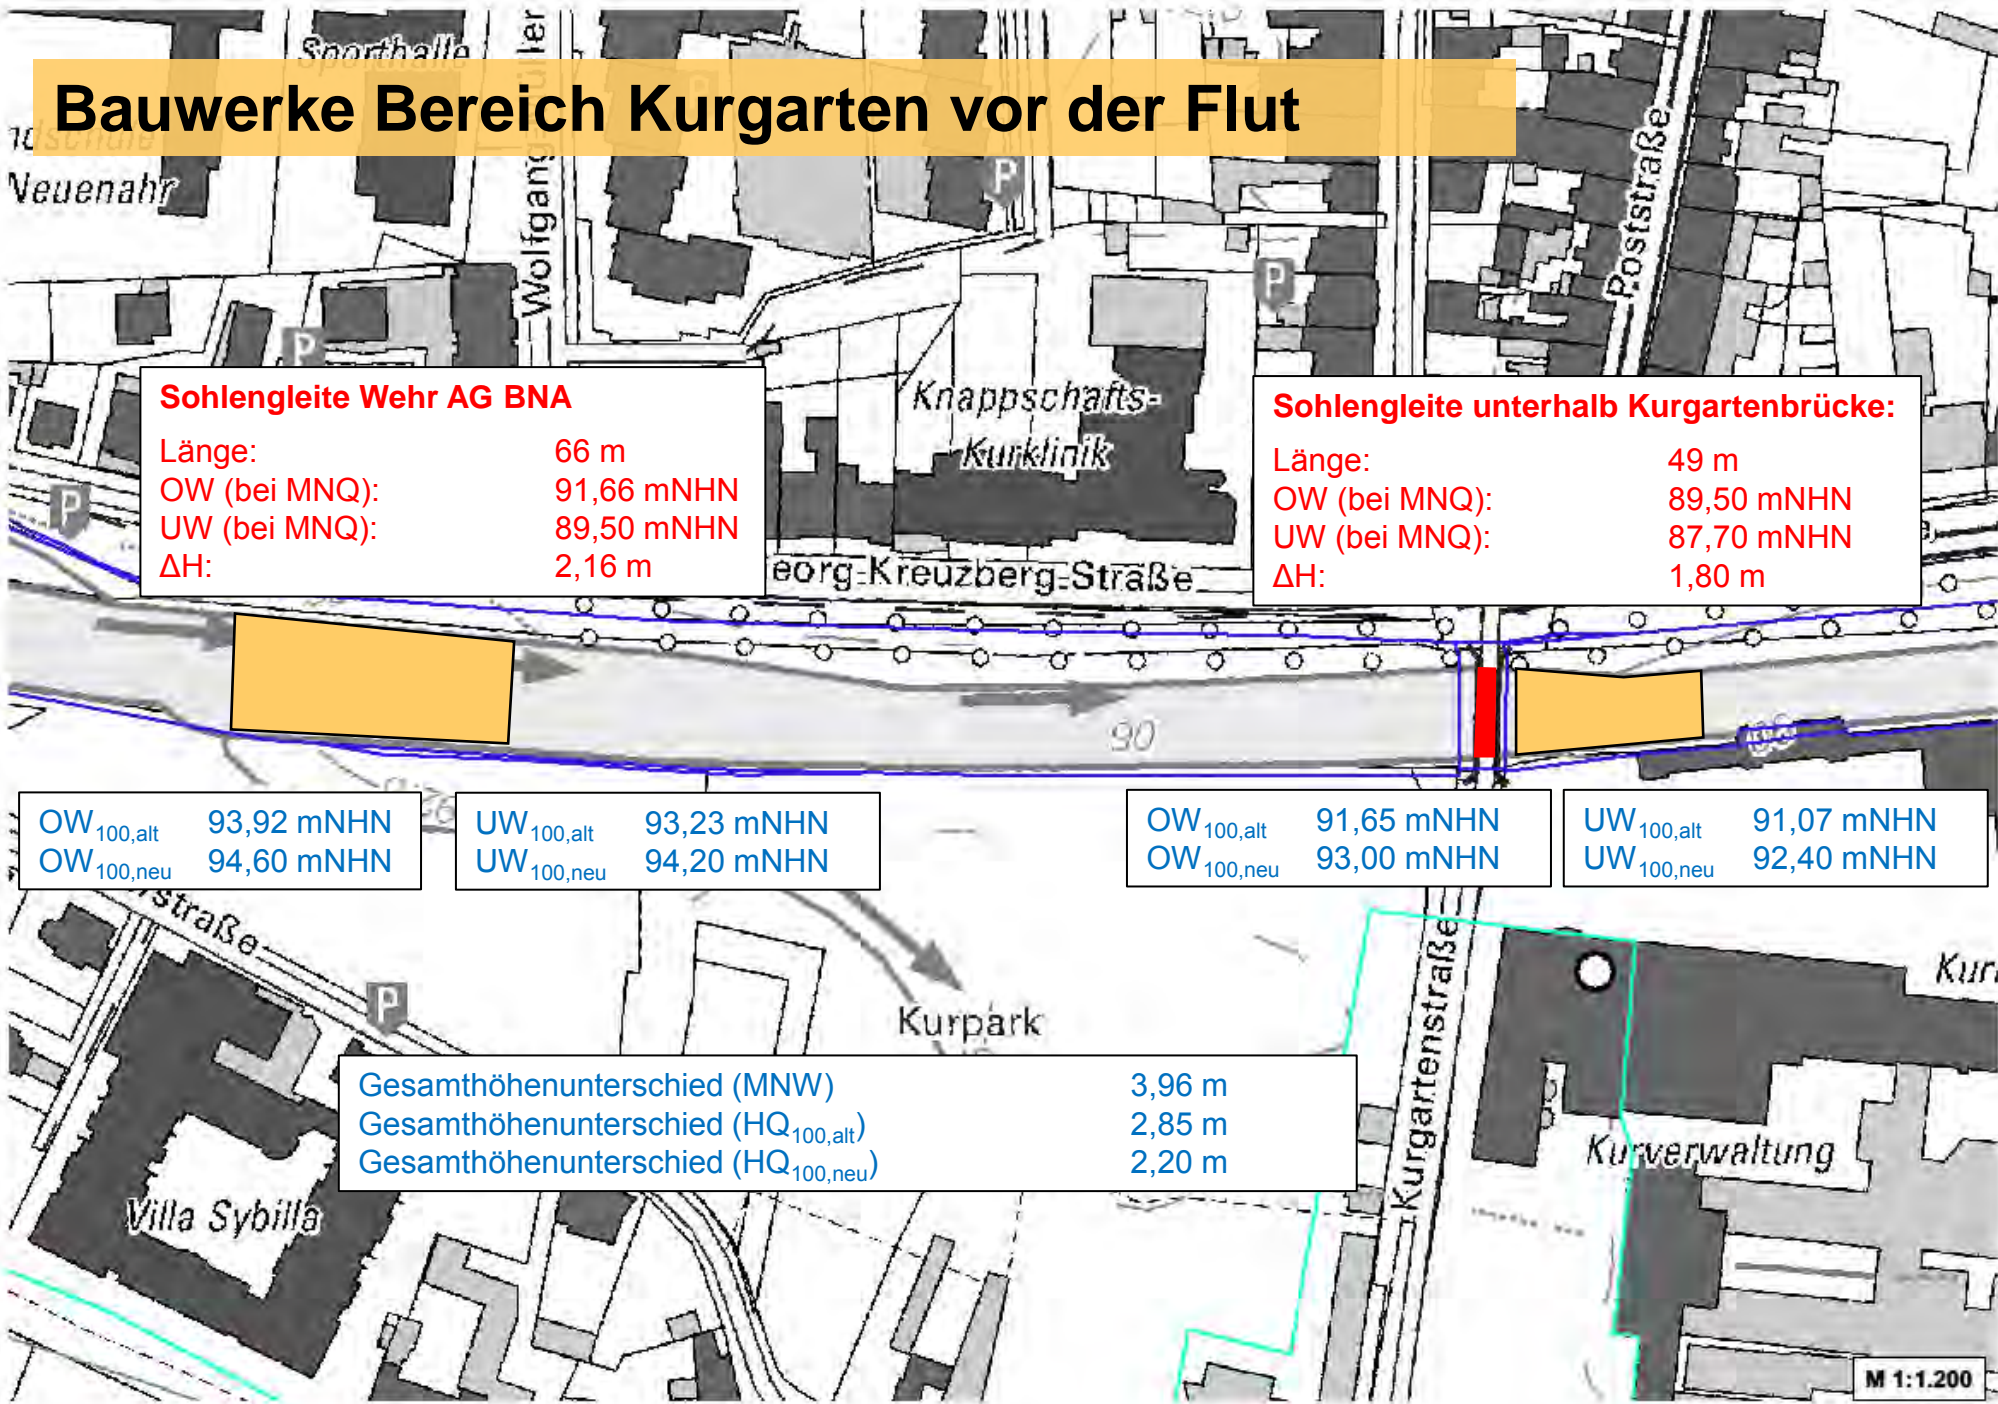 Sporthalle
Bauwerke Bereich Kurgarten vor der Flut
Neuenahr
P
P
Poststraße
P
P
Sohlengleite Wehr AG BNA
Länge: 66 m
OW (bei MNQ): 91,66 mNHN
UW (bei MNQ): 89,50 mNHN
ΔH: 2,16 m
Knappschafts-
Kurklinik
Sohlengleite unterhalb Kurgartenbrücke:
Länge: 49 m
OW (bei MNQ): 89,50 mNHN
UW (bei MNQ): 87,70 mNHN
ΔH: 1,80 m
P
eorg-Kreuzberg-Straße
90
OW100,alt 93,92 mNHN
OW100,neu 94,60 mNHN
UW100,alt 93,23 mNHN
UW100,neu 94,20 mNHN
OW100,alt 91,65 mNHN
OW100,neu 93,00 mNHN
UW100,alt 91,07 mNHN
UW100,neu 92,40 mNHN
rstraße
P
Kurpark
Kurgartenstraße
Gesamthöhenunterschied (MNW) 3,96 m
Gesamthöhenunterschied (HQ100,alt) 2,85 m
Gesamthöhenunterschied (HQ100,neu) 2,20 m
Kurverwaltung
Villa Sybilla
M 1:1.200